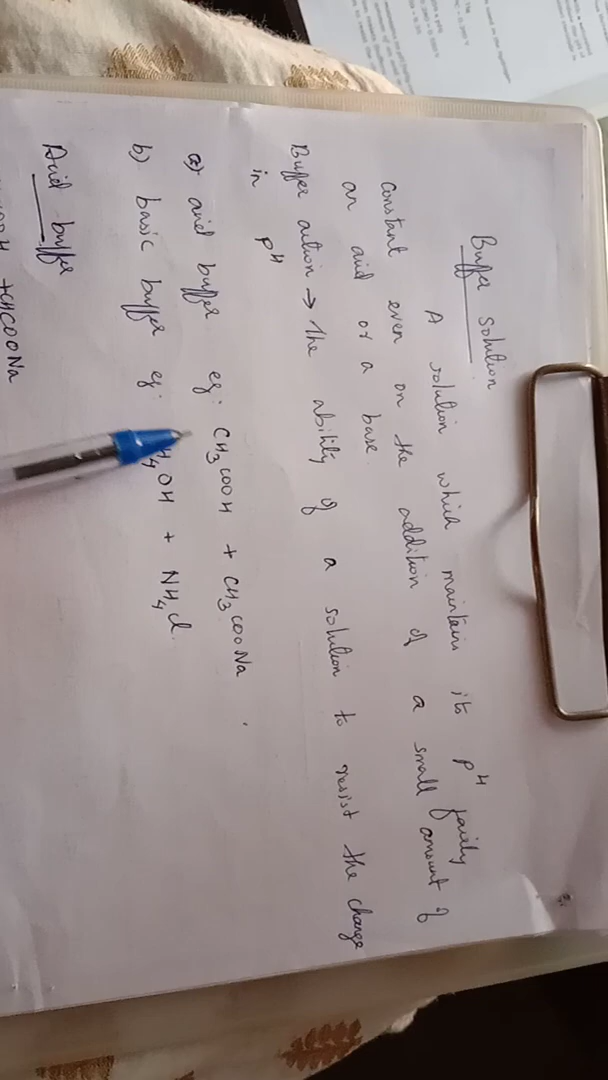 Buffer solution
A solution which maintains its pH fairly
constant even on the addition of a small amount of
an acid or a base.
Buffer action → the ability of a solution to resist the change
in pH
a) acid buffer eg: CH3COOH + CH3COONa
b) basic buffer eg: H4OH + NH4Cl.
Acid buffer
+CH3COONa